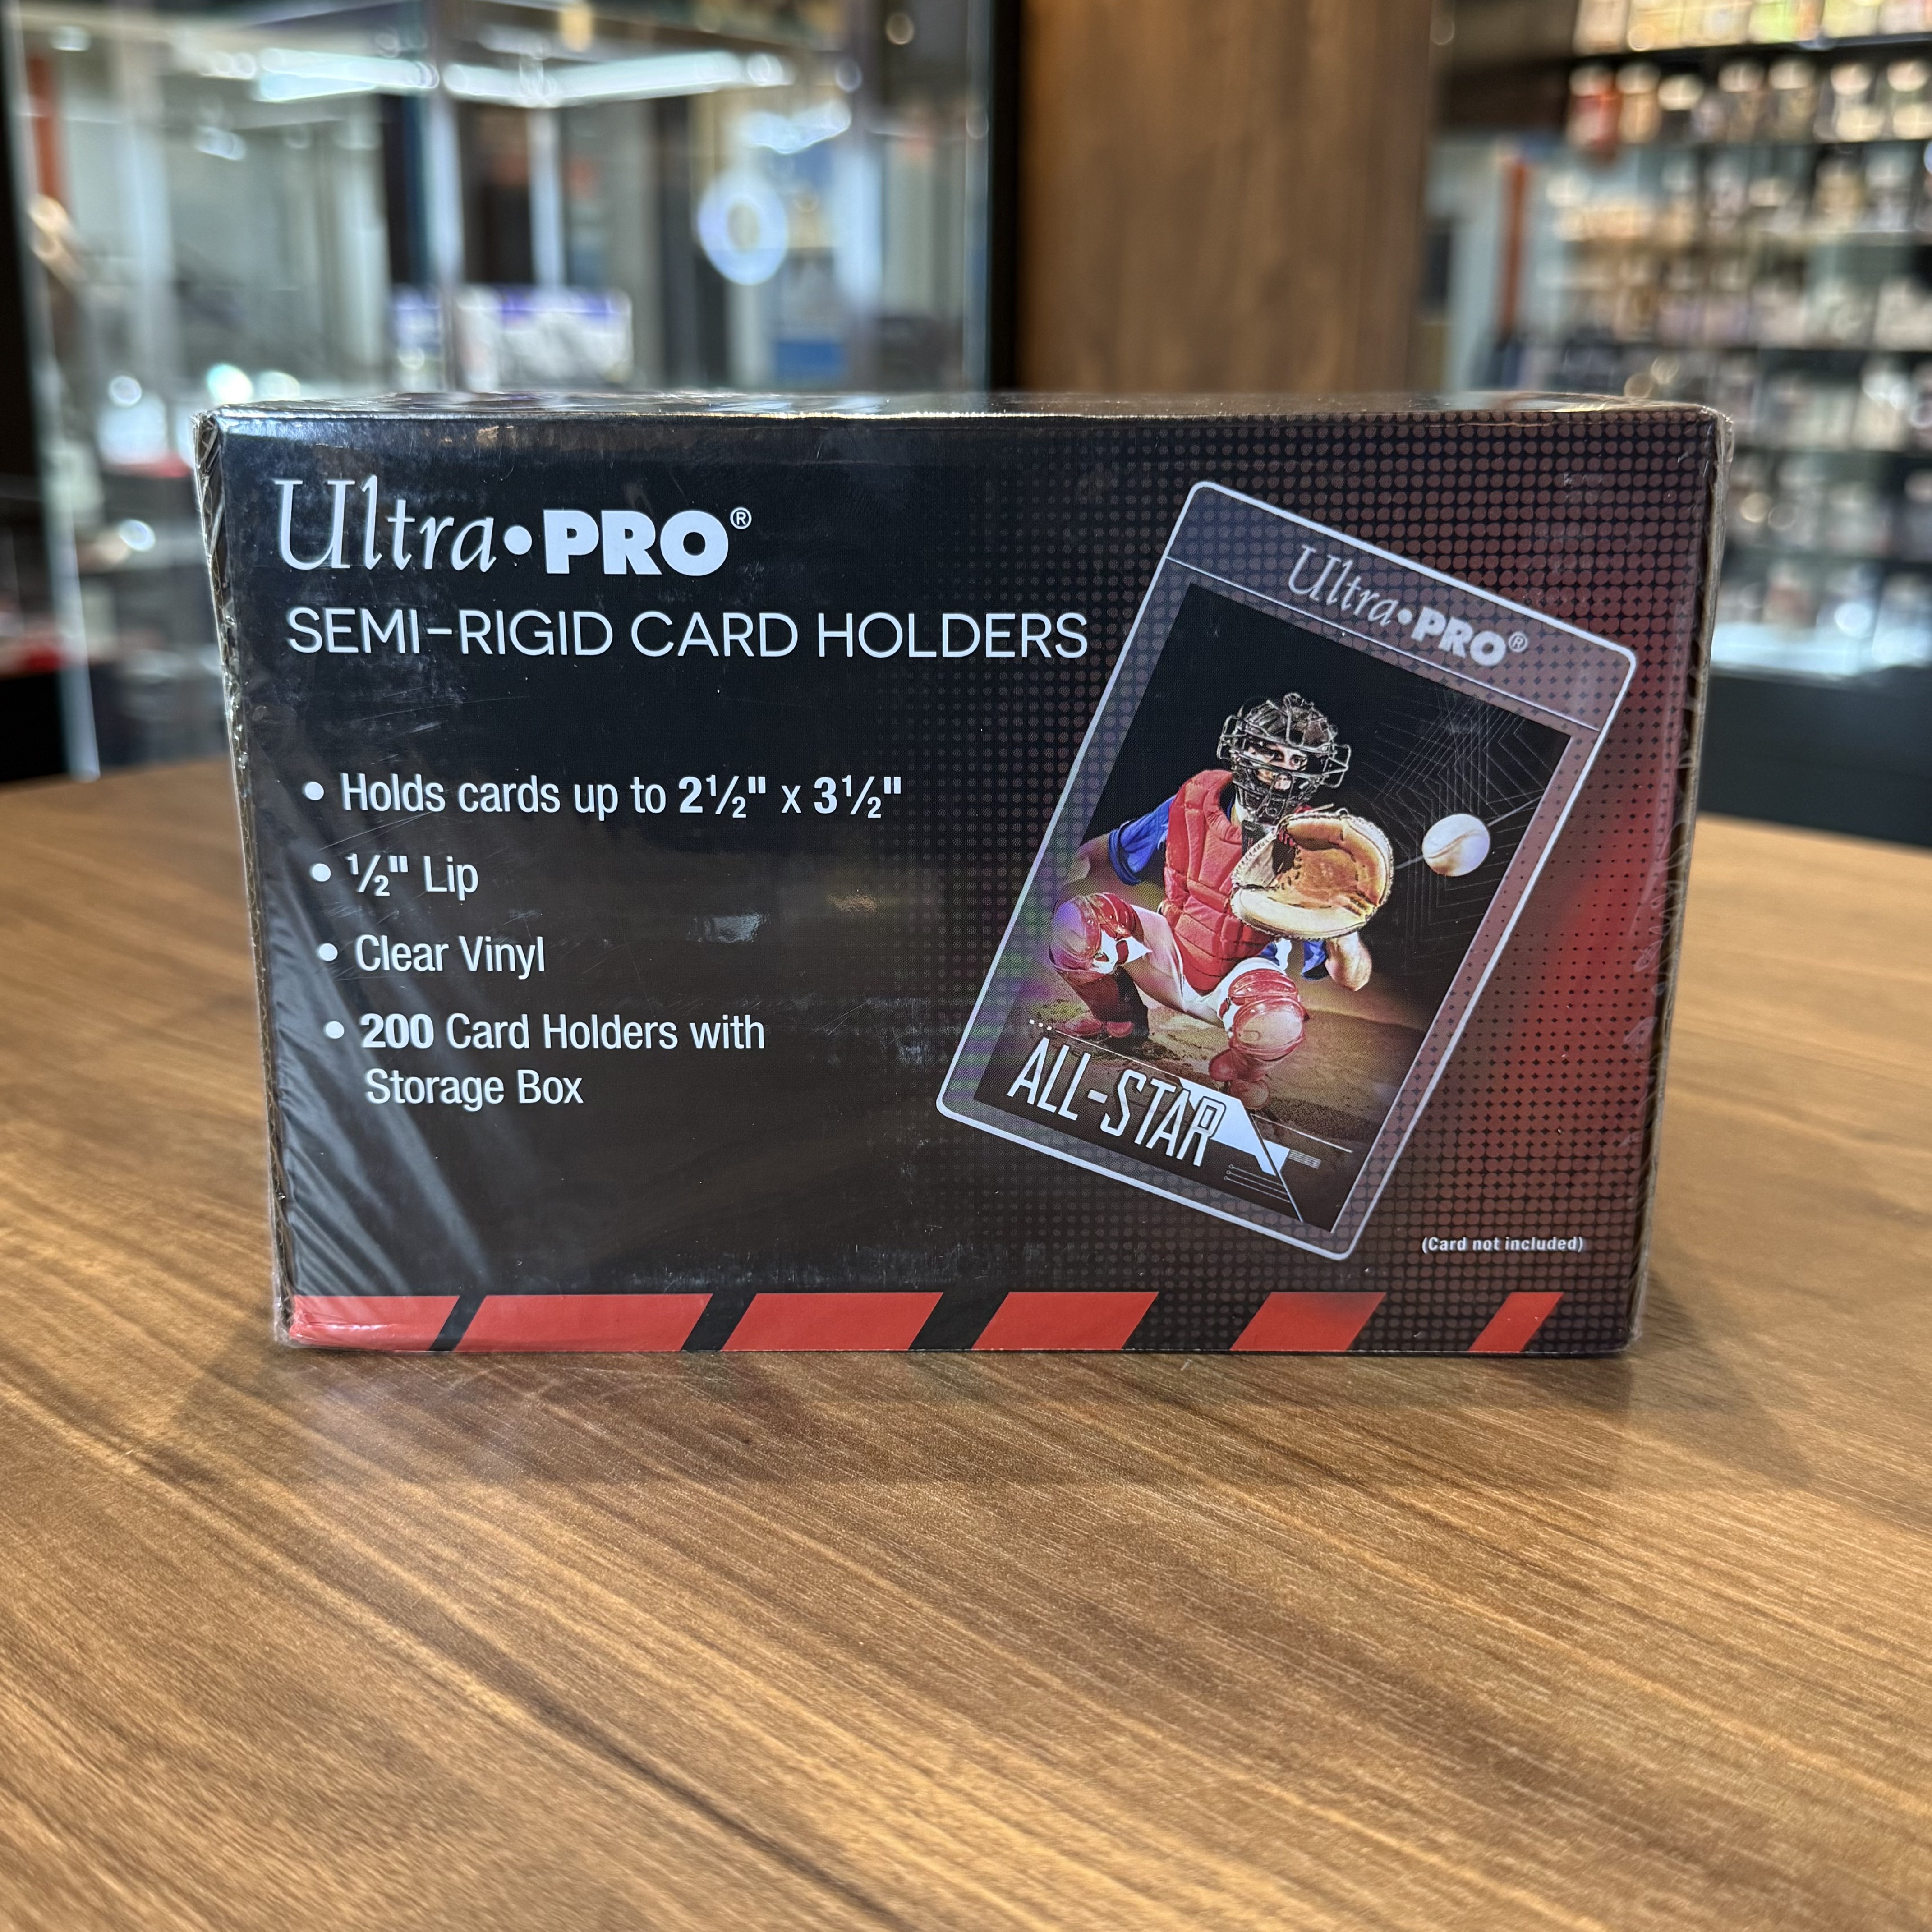 Ultra•PRO®
SEMI-RIGID CARD HOLDERS
• Holds cards up to 2½" x 3½"
• ½" Lip
• Clear Vinyl
• 200 Card Holders with
Storage Box
Ultra•PRO®
ALL-STAR
(Card not included)